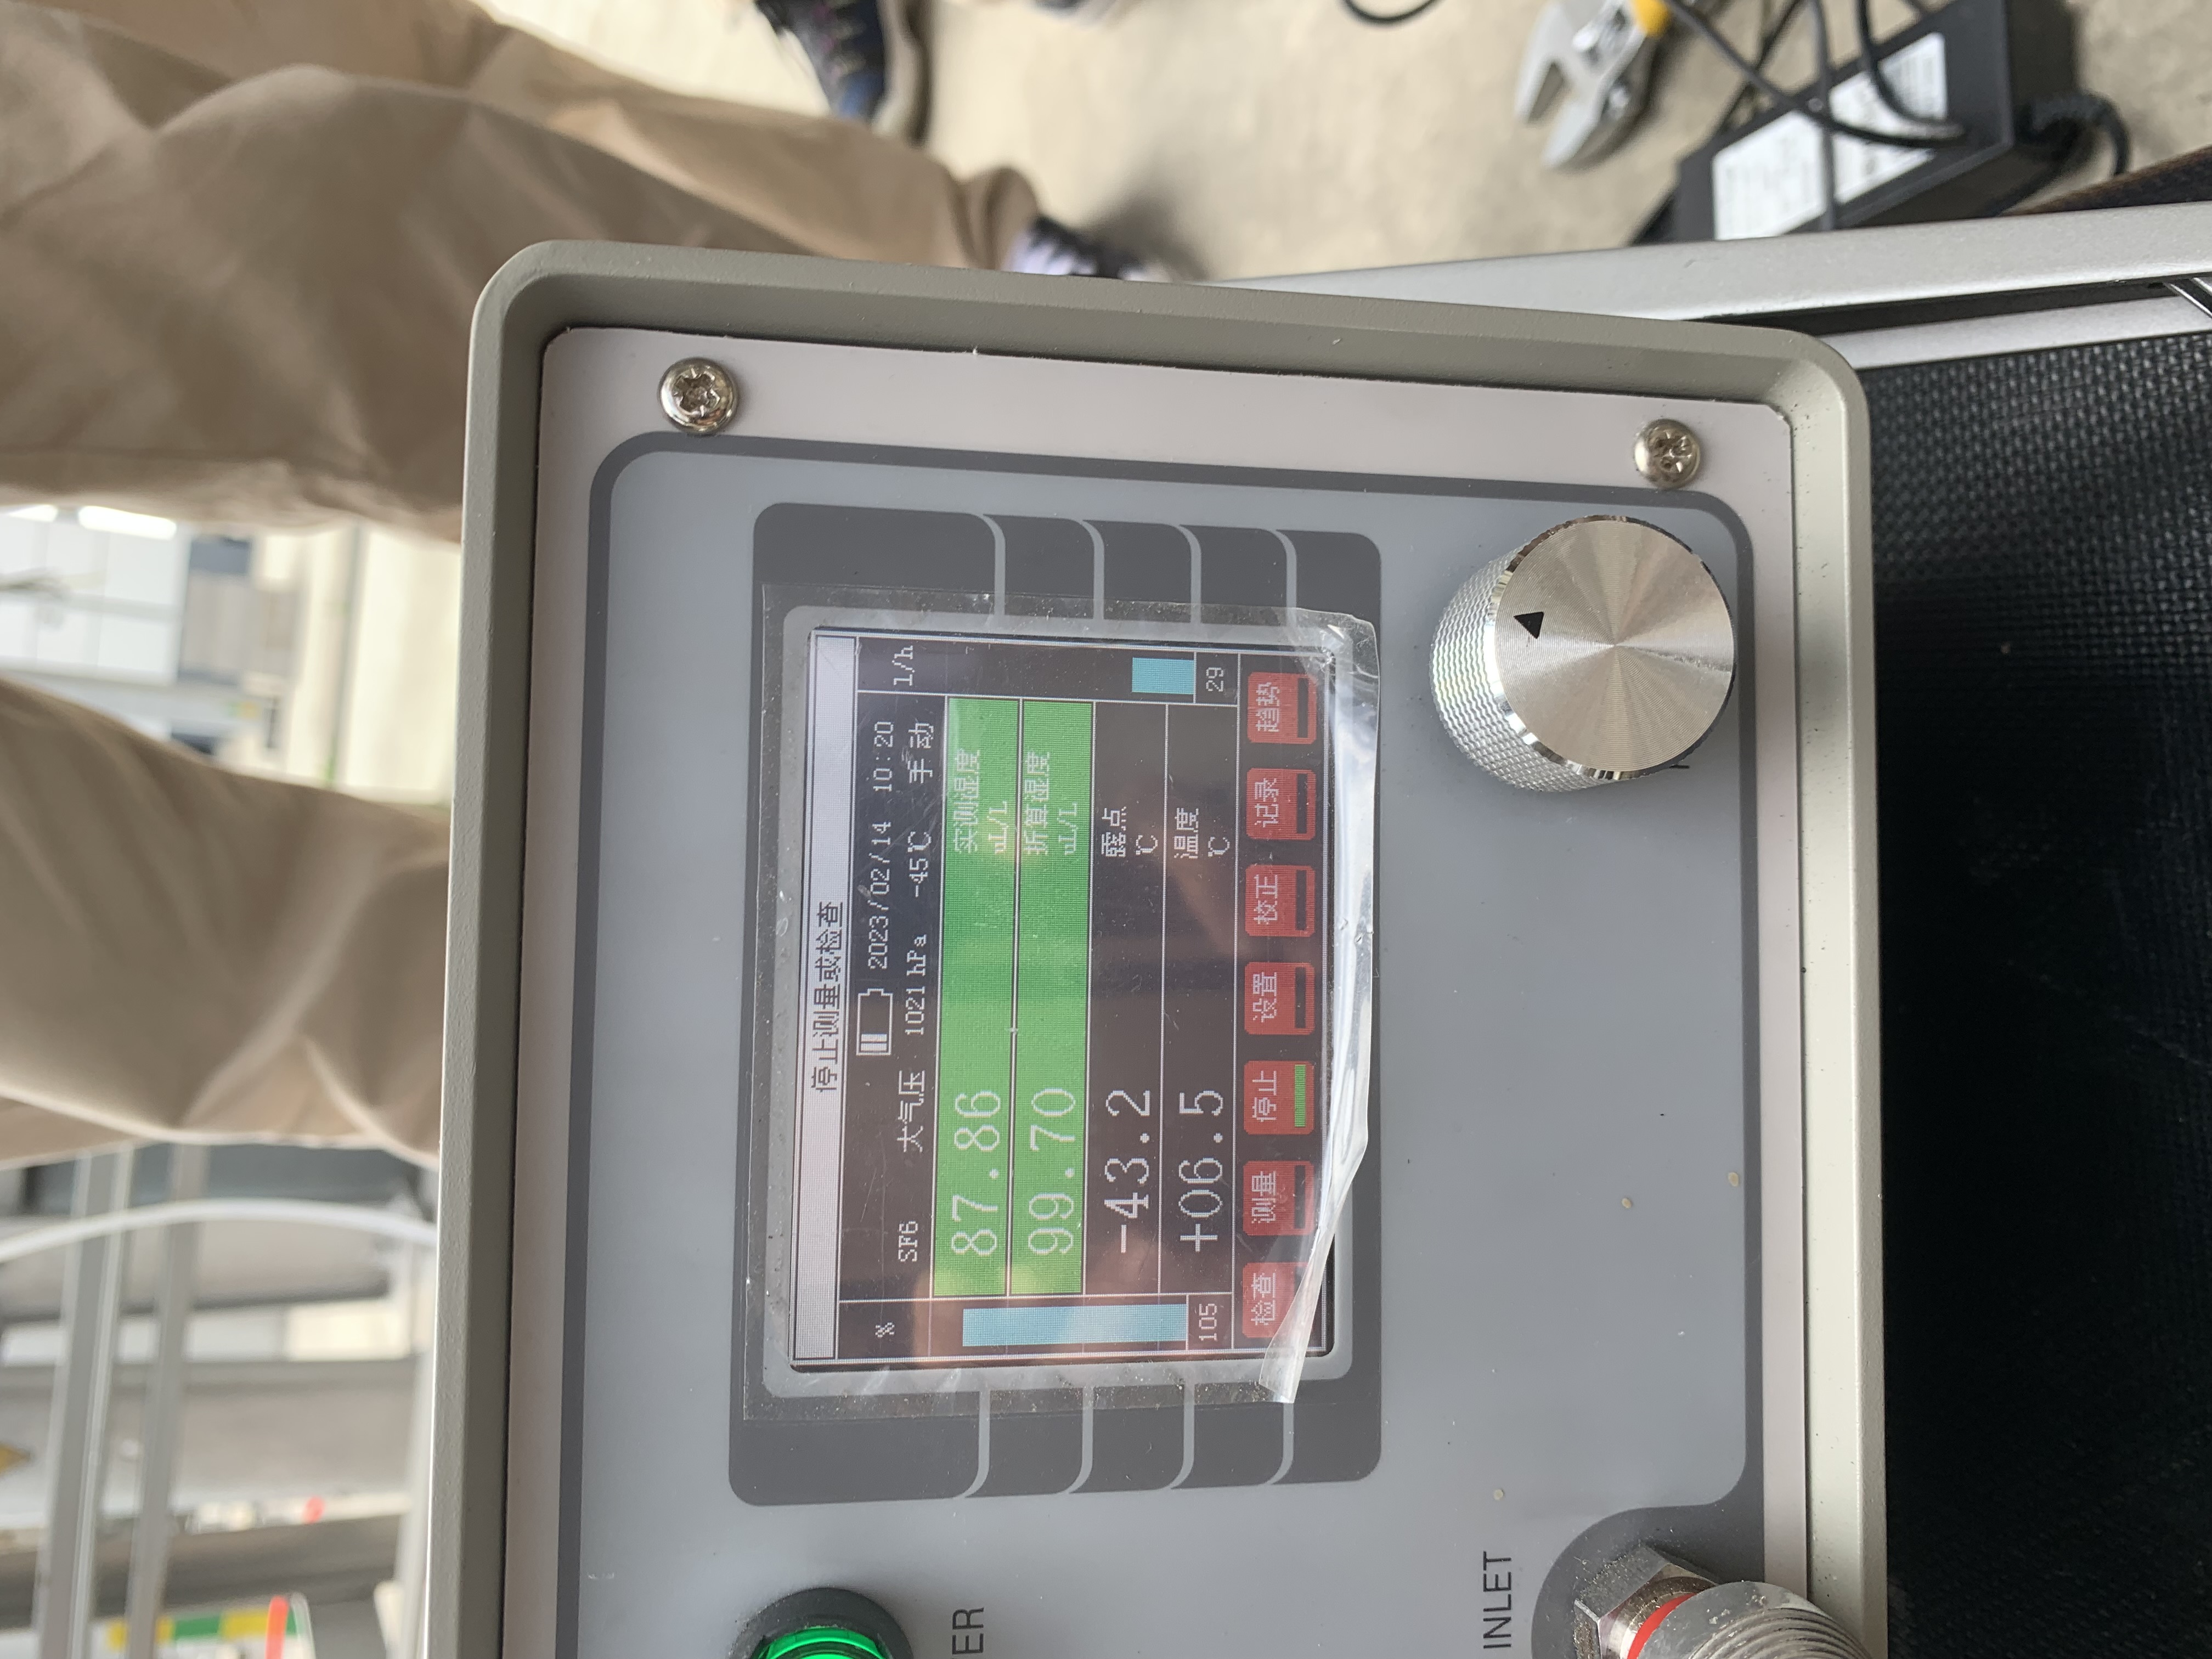 停止测量或检查
% 2023/02/14 10:20 l/h
SF6 大气压 1021 hPa -45℃ 手动
87.86 实测湿度
uL/L
99.70 折算湿度
uL/L
-43.2 露点
℃
+06.5 温度
℃
105 29
检查 测量 停止 设置 校正 记录 趋势
INLET